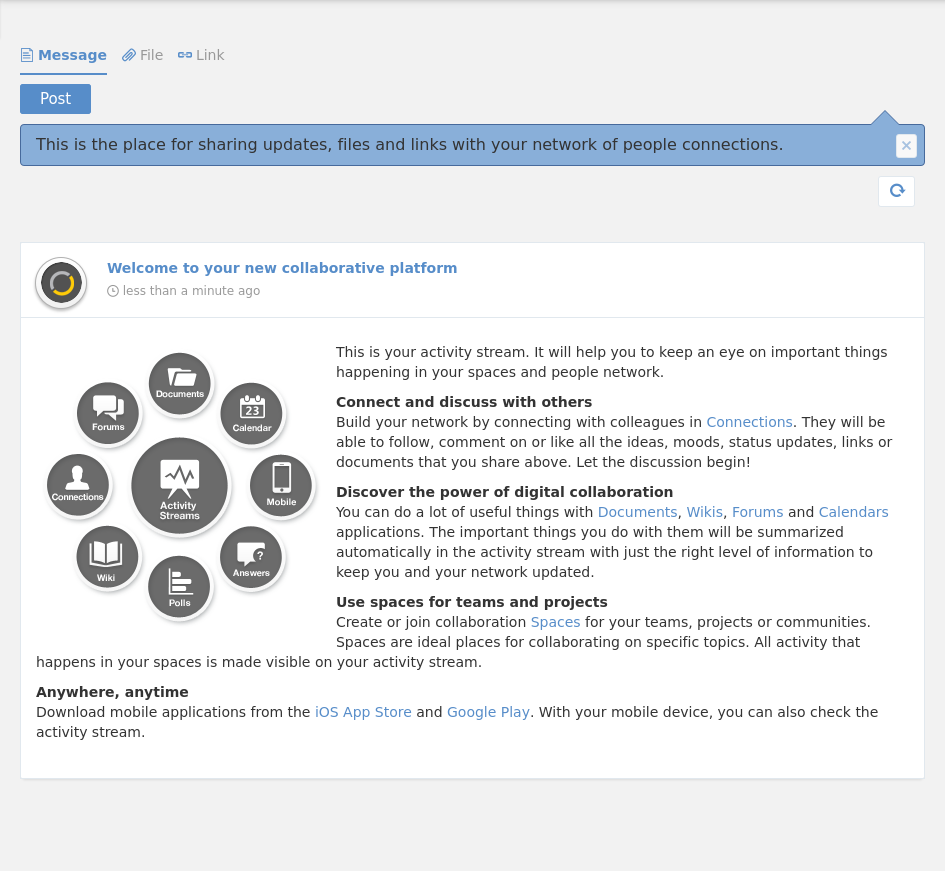 Message File Link
Post
This is the place for sharing updates, files and links with your network of people connections.
Welcome to your new collaborative platform
less than a minute ago
Documents
Forums
23
Calendar
Connections
Activity
Streams
Mobile
Wiki
?
Answers
Polls
This is your activity stream. It will help you to keep an eye on important things
happening in your spaces and people network.
Connect and discuss with others
Build your network by connecting with colleagues in Connections. They will be
able to follow, comment on or like all the ideas, moods, status updates, links or
documents that you share above. Let the discussion begin!
Discover the power of digital collaboration
You can do a lot of useful things with Documents, Wikis, Forums and Calendars
applications. The important things you do with them will be summarized
automatically in the activity stream with just the right level of information to
keep you and your network updated.
Use spaces for teams and projects
Create or join collaboration Spaces for your teams, projects or communities.
Spaces are ideal places for collaborating on specific topics. All activity that
happens in your spaces is made visible on your activity stream.
Anywhere, anytime
Download mobile applications from the iOS App Store and Google Play. With your mobile device, you can also check the
activity stream.